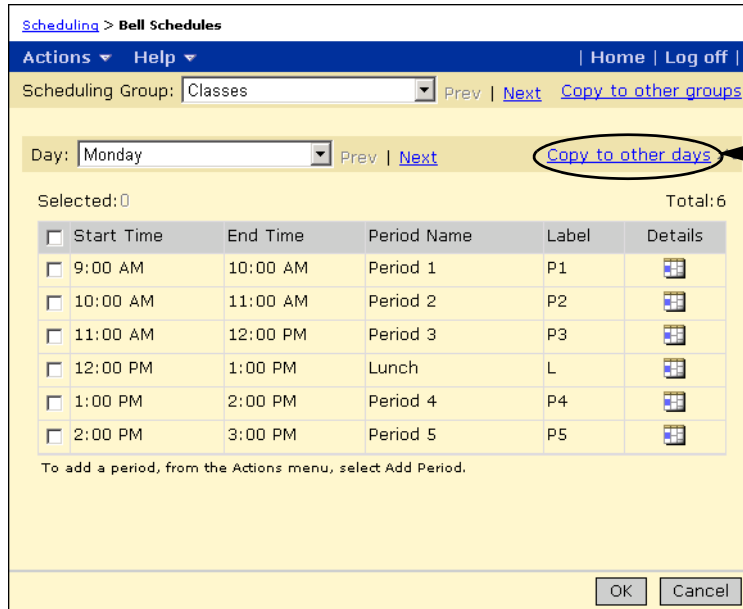 Scheduling > Bell Schedules
Actions Help | Home | Log off |
Scheduling Group: Classes Prev | Next Copy to other groups
Day: Monday Prev | Next Copy to other days
Selected:0 Total:6
Start Time End Time Period Name Label Details
9:00 AM 10:00 AM Period 1 P1
10:00 AM 11:00 AM Period 2 P2
11:00 AM 12:00 PM Period 3 P3
12:00 PM 1:00 PM Lunch L
1:00 PM 2:00 PM Period 4 P4
2:00 PM 3:00 PM Period 5 P5
To add a period, from the Actions menu, select Add Period.
OK Cancel